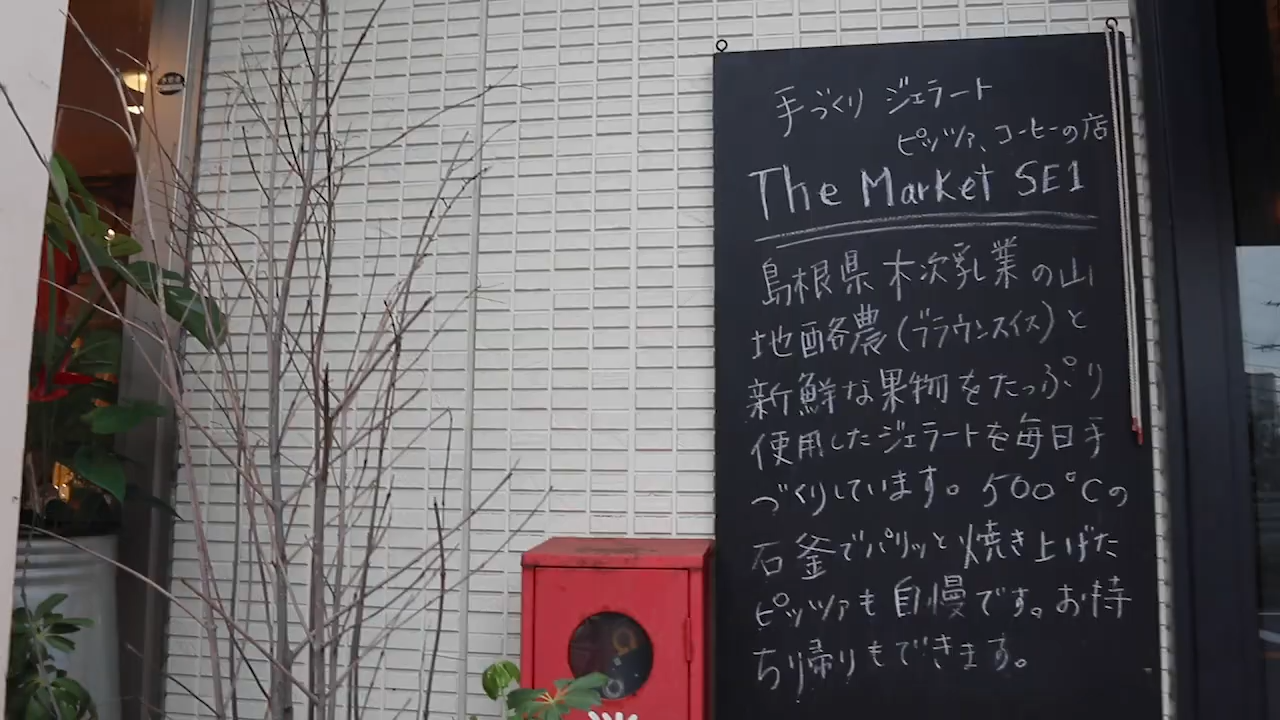 手づくり ジェラート
ピッツァ、コーヒーの店
The Market SE1
島根県木次乳業の山
地酪農(ブラウンスイス)と
新鮮な果物をたっぷり
使用したジェラートを毎日手
づくりしています。500℃の
石釜でパリッと焼き上げた
ピッツァも自慢です。お持
ち帰りもできます。